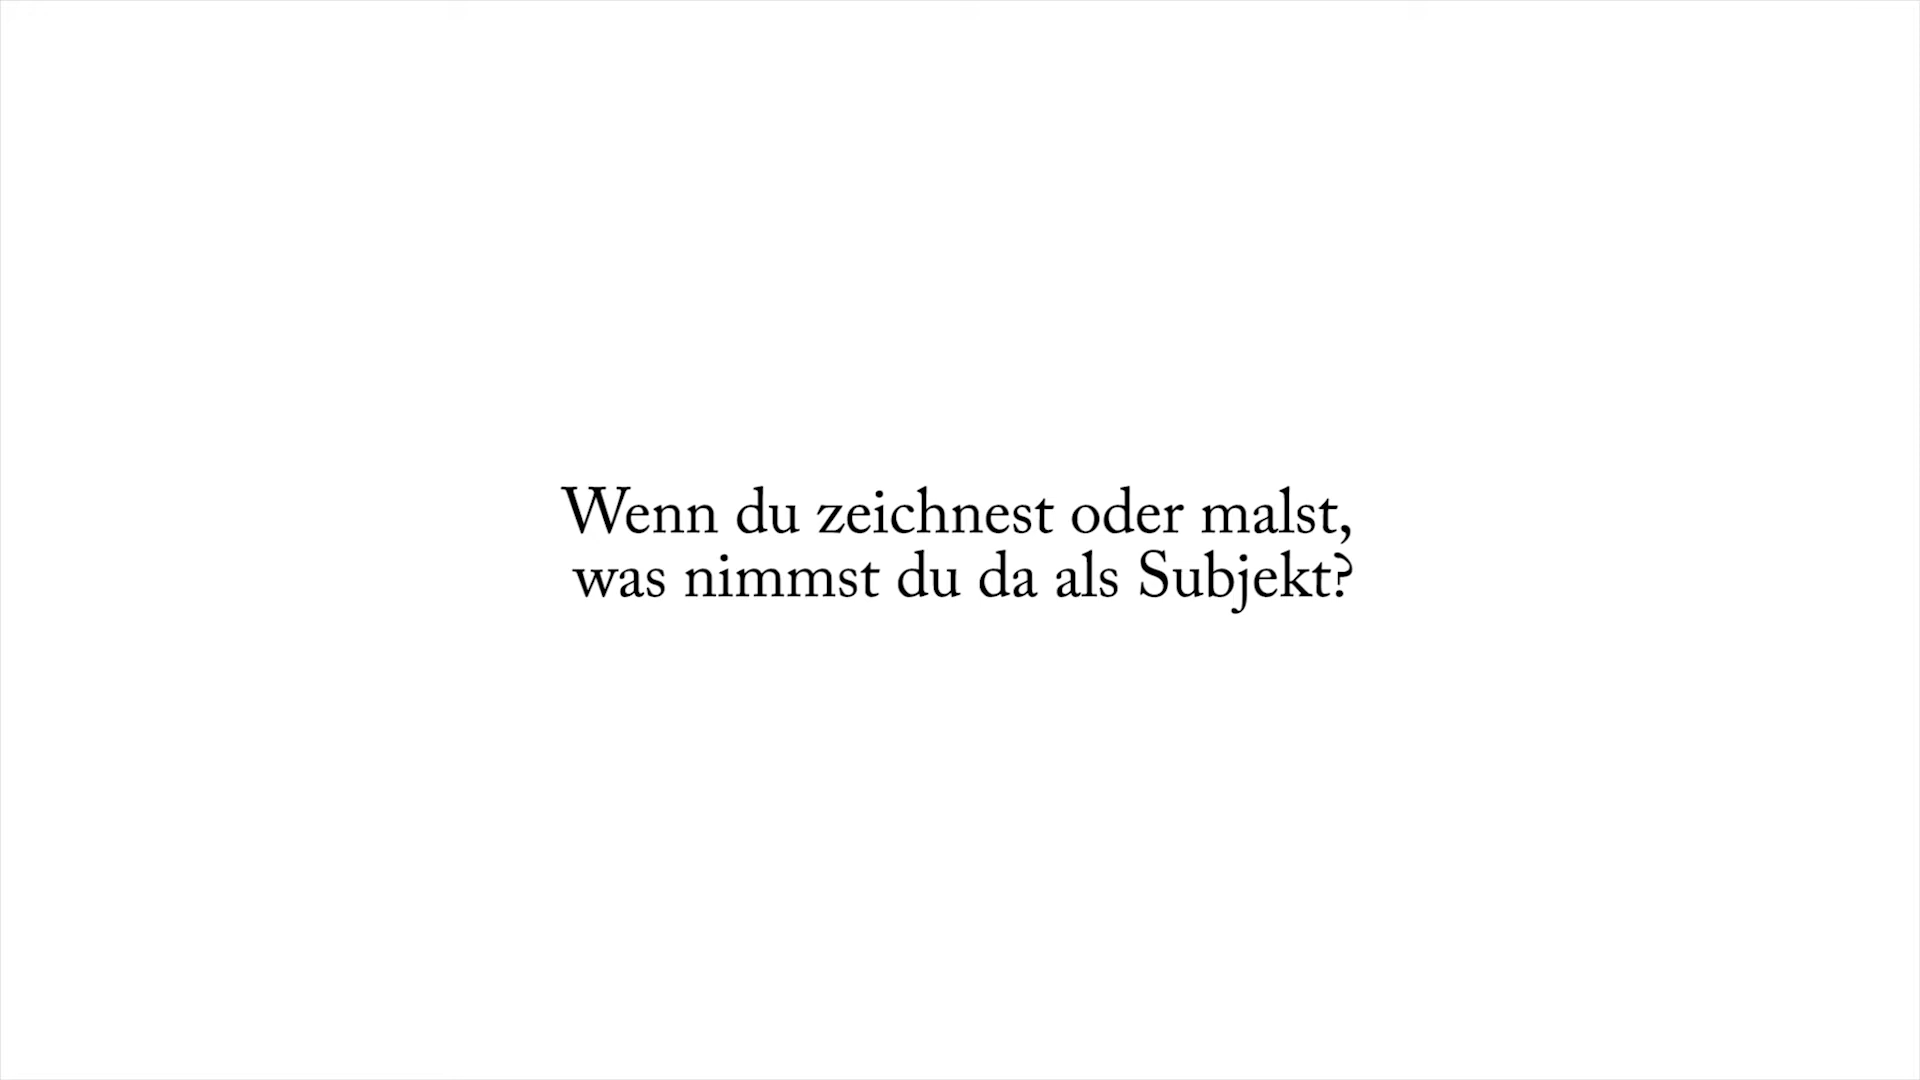 Wenn du zeichnest oder malst,
was nimmst du da als Subjekt?